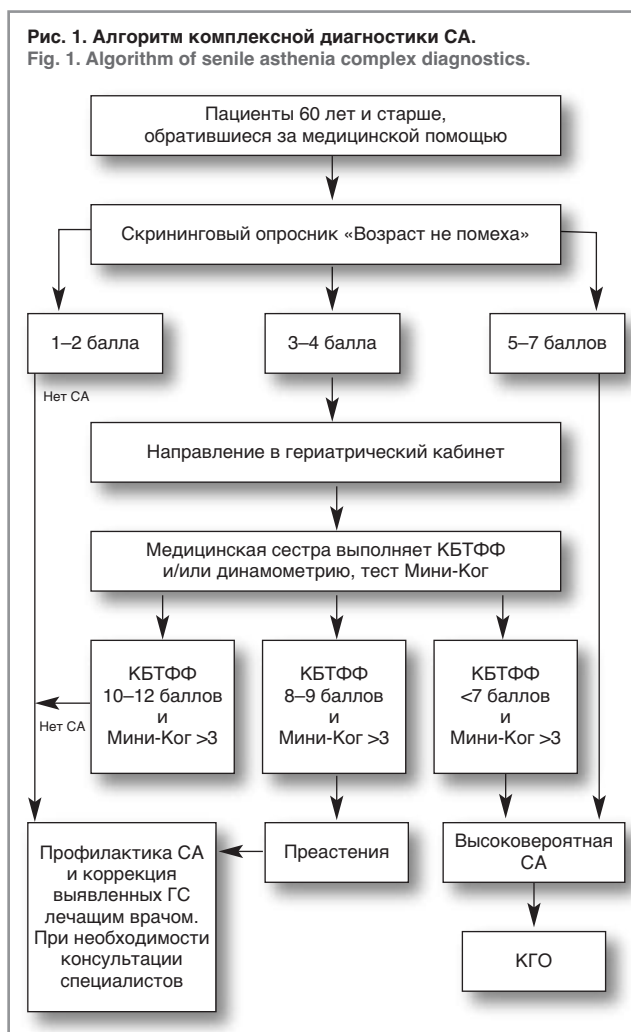 Рис. 1. Алгоритм комплексной диагностики СА.
Fig. 1. Algorithm of senile asthenia complex diagnostics.
Пациенты 60 лет и старше,
обратившиеся за медицинской помощью
Скрининговый опросник «Возраст не помеха»
1–2 балла
3–4 балла
5–7 баллов
Нет СА
Направление в гериатрический кабинет
Медицинская сестра выполняет КБТФФ
и/или динамометрию, тест Мини-Ког
КБТФФ
10–12 баллов
и
Мини-Ког >3
КБТФФ
8–9 баллов
и
Мини-Ког >3
КБТФФ
<7 баллов
и
Мини-Ког >3
Нет СА
Профилактика СА
и коррекция
выявленных ГС
лечащим врачом.
При необходимости
консультации
специалистов
Преастения
Высоковероятная
СА
КГО